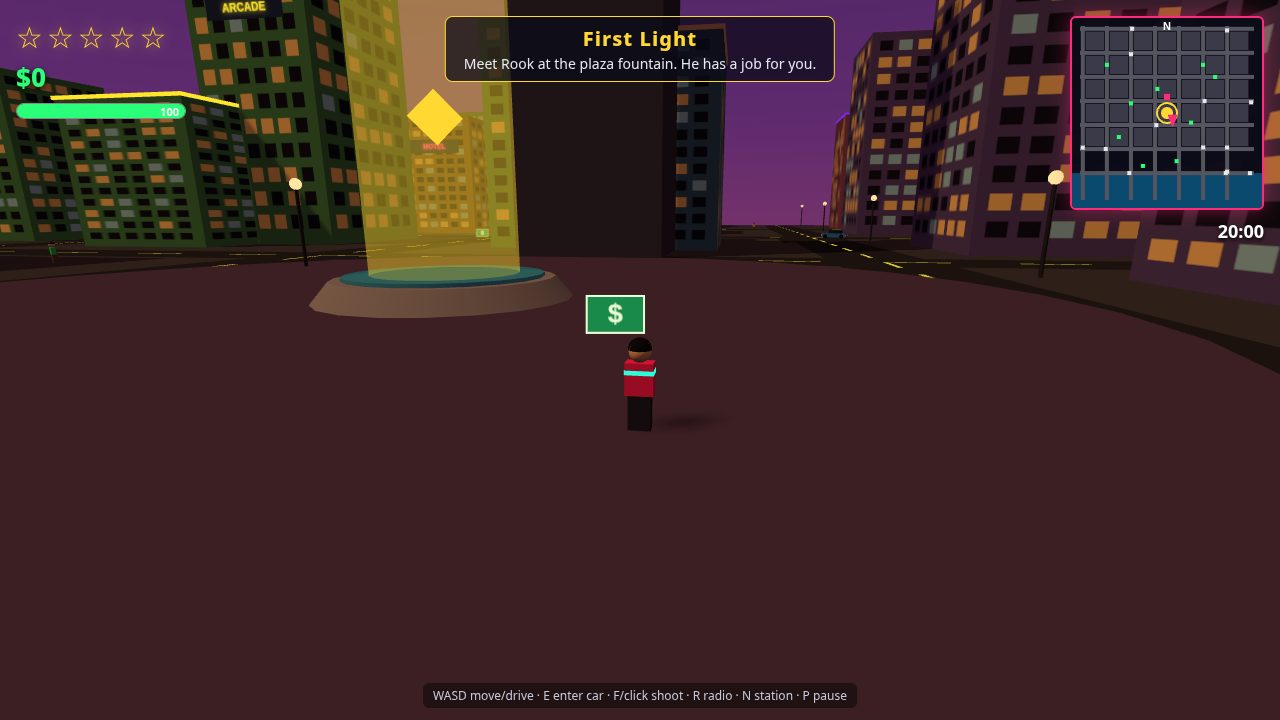 ARCADE
First Light
Meet Rook at the plaza fountain. He has a job for you.
N
$0
100
MOTEL
20:00
$
WASD move/drive · E enter car · F/click shoot · R radio · N station · P pause